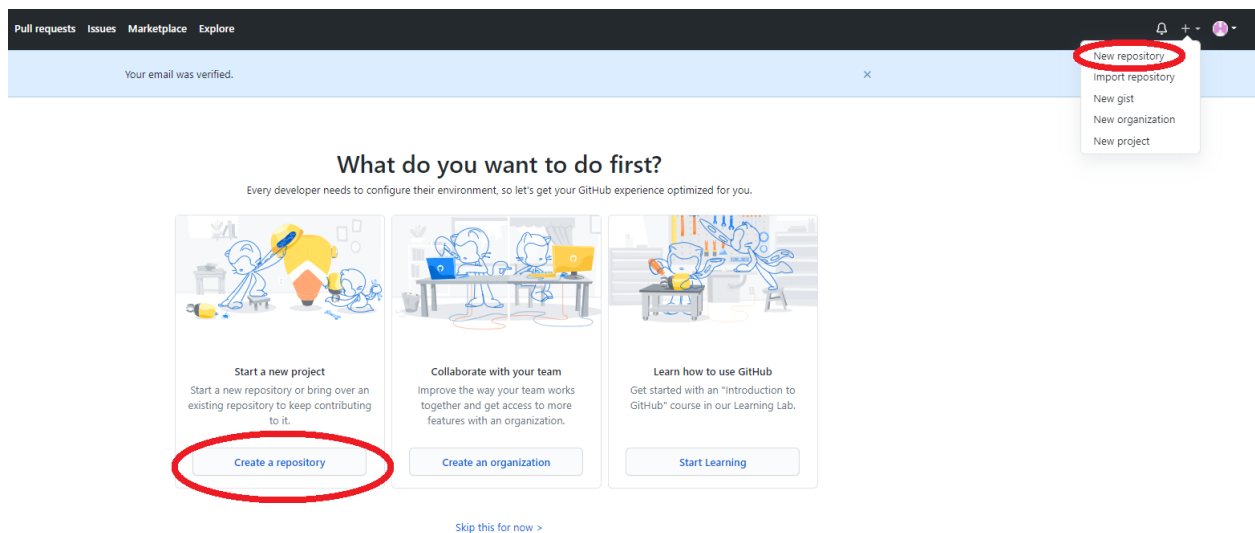 Pull requests Issues Marketplace Explore
Your email was verified.
New repository
Import repository
New gist
New organization
New project
What do you want to do first?
Every developer needs to configure their environment, so let's get your GitHub experience optimized for you.
Start a new project
Start a new repository or bring over an
existing repository to keep contributing
to it.
Create a repository
Collaborate with your team
Improve the way your team works
together and get access to more
features with an organization.
Create an organization
Learn how to use GitHub
Get started with an "Introduction to
GitHub" course in our Learning Lab.
Start Learning
Skip this for now >